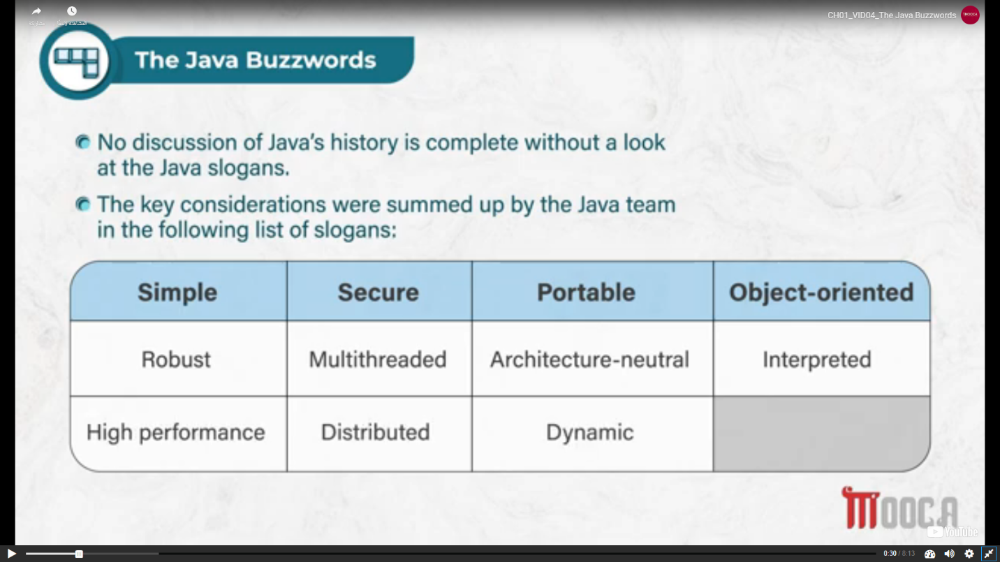 مشاركة
المشاهدة لاحقًا
CH01_VID04_The Java Buzzwords
TMOOCA
The Java Buzzwords
No discussion of Java's history is complete without a look
at the Java slogans.
The key considerations were summed up by the Java team
in the following list of slogans:
Simple Secure Portable Object-oriented
Robust Multithreaded Architecture-neutral Interpreted
High performance Distributed Dynamic
MOOCA
YouTube
0:30 / 8:13